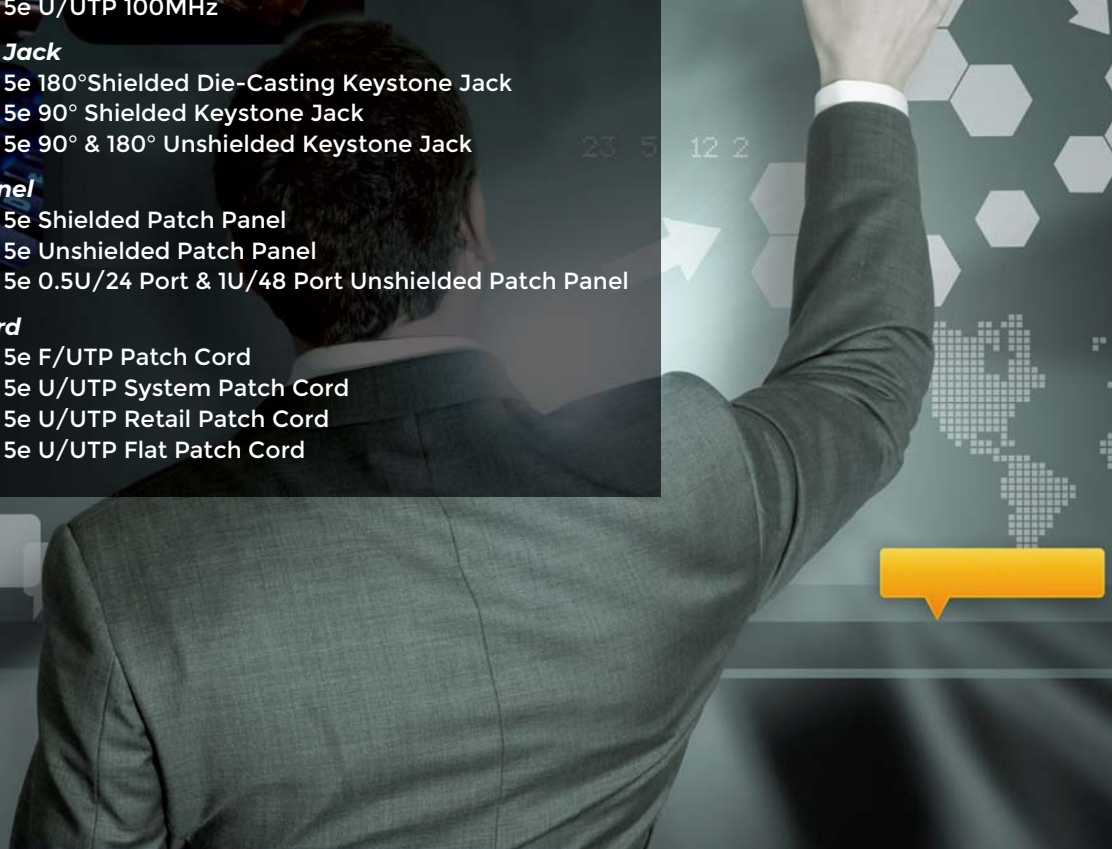 5e U/UTP 100MHz
Jack
5e 180°Shielded Die-Casting Keystone Jack
5e 90° Shielded Keystone Jack
5e 90° & 180° Unshielded Keystone Jack
23 5 12 2
nel
5e Shielded Patch Panel
5e Unshielded Patch Panel
5e 0.5U/24 Port & 1U/48 Port Unshielded Patch Panel
rd
5e F/UTP Patch Cord
5e U/UTP System Patch Cord
5e U/UTP Retail Patch Cord
5e U/UTP Flat Patch Cord